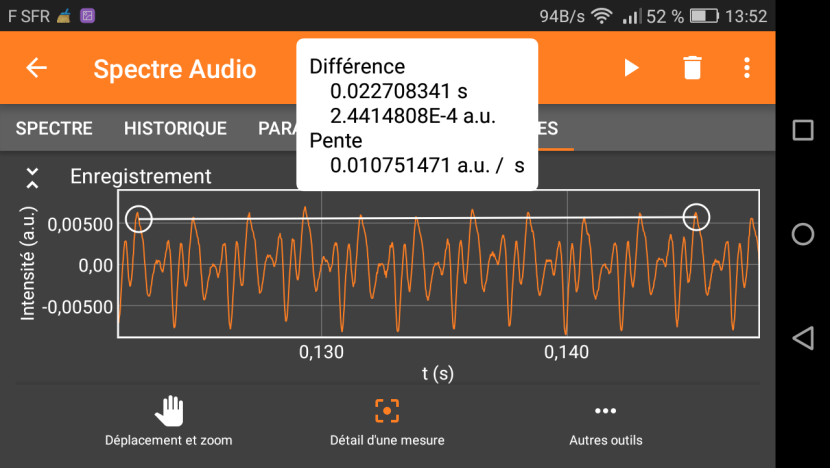 F SFR 94B/s 52 % 13:52
Spectre Audio
Différence
0.022708341 s
2.4414808E-4 a.u.
Pente
0.010751471 a.u. / s
SPECTRE HISTORIQUE PARA ES
Enregistrement
Intensité (a.u.)
0,00500
0,00
-0,00500
0,130 0,140
t (s)
Déplacement et zoom Détail d'une mesure Autres outils